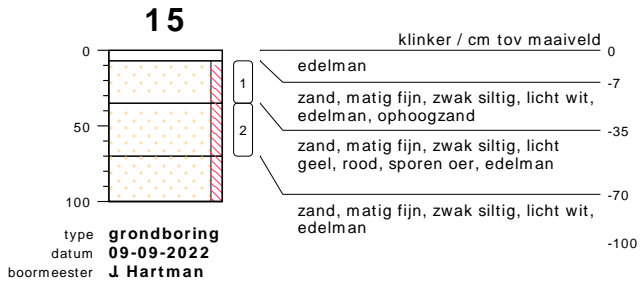 15
klinker / cm tov maaiveld
0
0
edelman
-7
1
zand, matig fijn, zwak siltig, licht wit,
edelman, ophoogzand
-35
50
2
zand, matig fijn, zwak siltig, licht
geel, rood, sporen oer, edelman
-70
100
zand, matig fijn, zwak siltig, licht wit,
edelman
-100
type grondboring
datum 09-09-2022
boormeester J. Hartman